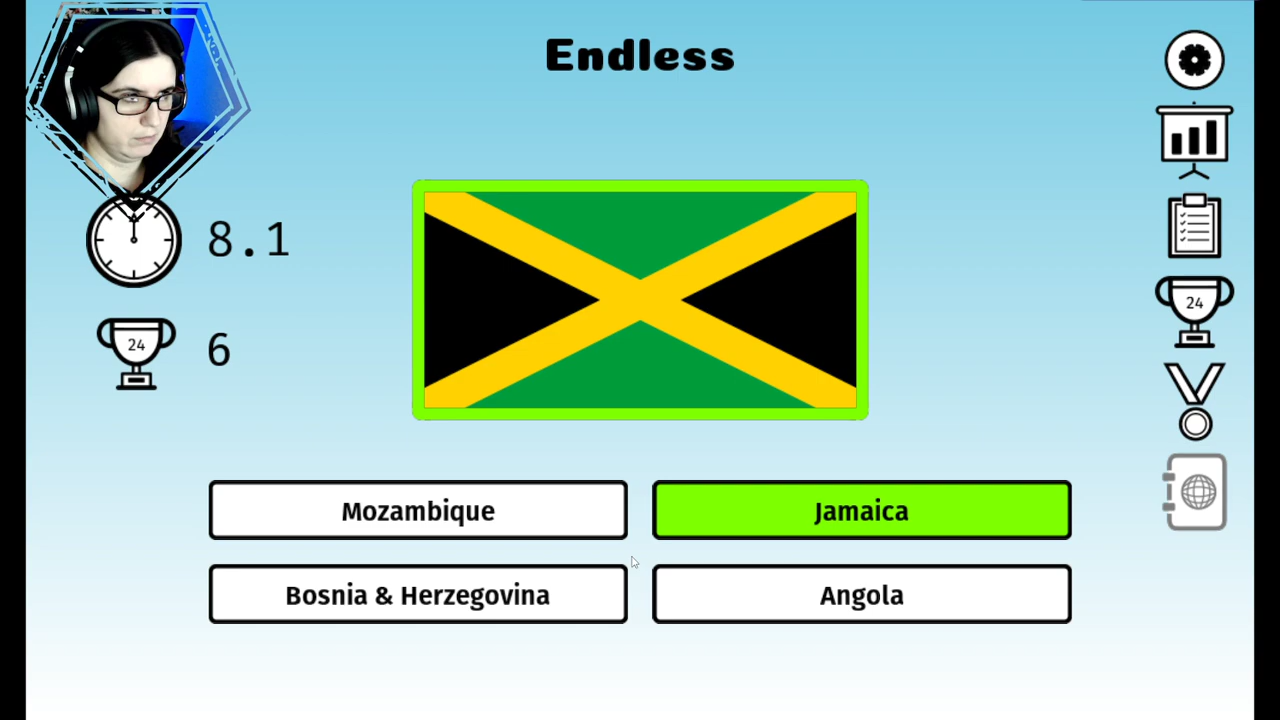 Endless
8.1
24
6
24
Mozambique
Jamaica
Bosnia & Herzegovina
Angola